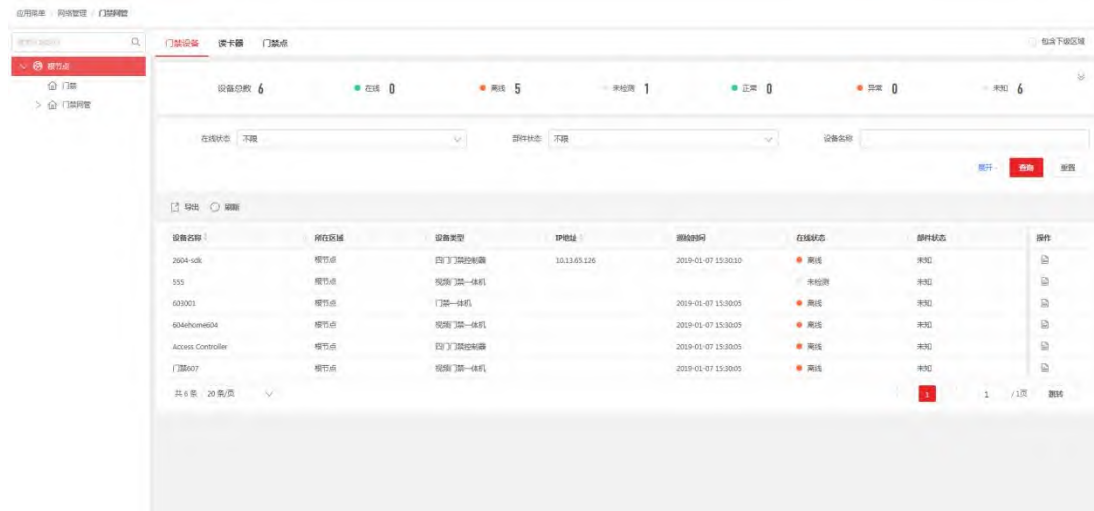 应用菜单 / 网络管理 / 门禁网管
门禁设备 读卡器 门禁点 包含下级区域
根节点
门禁
门禁网管
设备总数 6 在线 0 离线 5 未检测 1 正常 0 异常 0 未知 6
在线状态 不限 部件状态 不限 设备名称
展开 查询 重置
导出 刷新
设备名称 所在区域 设备类型 IP地址 巡检时间 在线状态 部件状态 操作
2604-sdk 根节点 四门门禁控制器 10.13.65.126 2019-01-07 15:30:10 离线 未知
555 根节点 视频门禁一体机 未检测 未知
603001 根节点 门禁一体机 2019-01-07 15:30:05 离线 未知
604ehome604 根节点 视频门禁一体机 2019-01-07 15:30:05 离线 未知
Access Controller 根节点 四门门禁控制器 2019-01-07 15:30:05 离线 未知
门禁607 根节点 视频门禁一体机 2019-01-07 15:30:05 离线 未知
共 6 条 20 条/页 1 1 / 1页 跳转